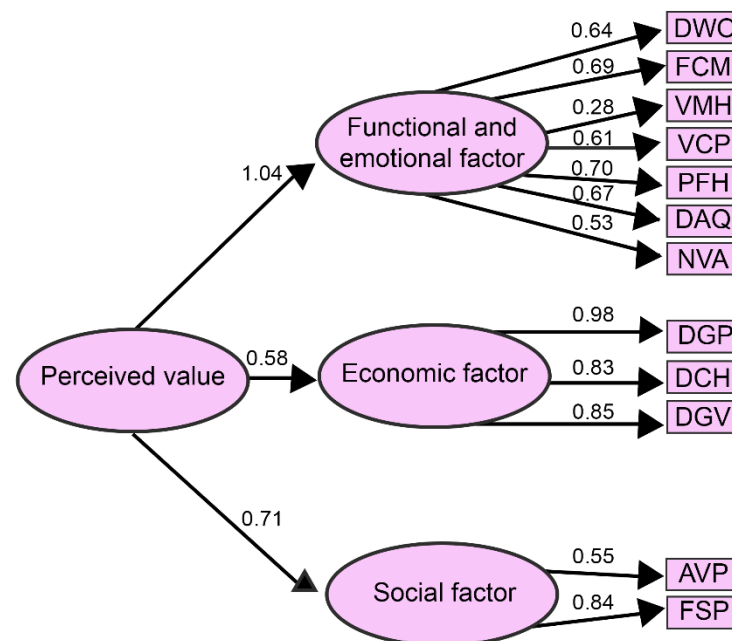 0.64
DWC
0.69
FCM
0.28
VMH
Functional and
emotional factor
0.61
VCP
0.70
PFH
0.67
DAQ
0.53
NVA
1.04
0.98
DGP
Perceived value
0.58
Economic factor
0.83
DCH
0.85
DGV
0.71
0.55
AVP
Social factor
0.84
FSP